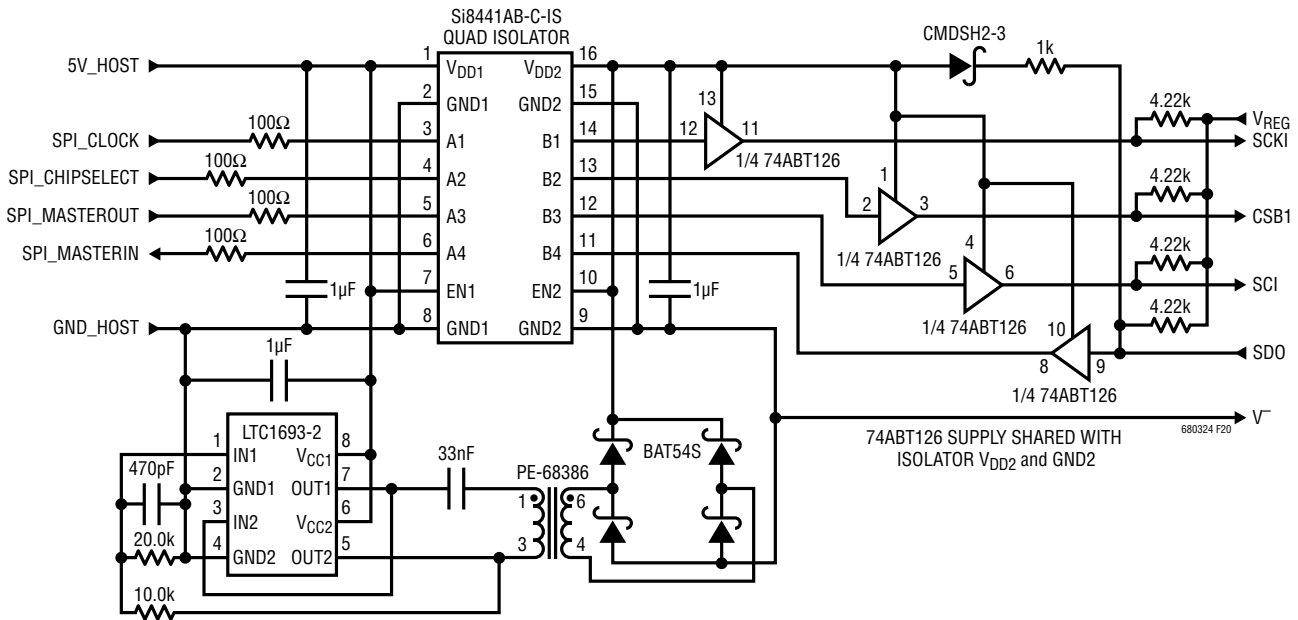 Si8441AB-C-IS
QUAD ISOLATOR
CMDSH2-3
1k
5V_HOST
1
VDD1
VDD2
16
2
GND1
GND2
15
13
4.22k
VREG
SPI_CLOCK
100Ω
3
A1
B1
14
12
11
1/4 74ABT126
SCKI
SPI_CHIPSELECT
100Ω
4
A2
B2
13
1
4.22k
SPI_MASTEROUT
100Ω
5
A3
B3
12
2
3
1/4 74ABT126
CSB1
SPI_MASTERIN
100Ω
6
A4
B4
11
4
4.22k
1µF
7
EN1
EN2
10
1µF
5
6
1/4 74ABT126
SCI
GND_HOST
8
GND1
GND2
9
10
4.22k
1µF
8
9
1/4 74ABT126
SDO
V–
680324 F20
74ABT126 SUPPLY SHARED WITH
ISOLATOR VDD2 and GND2
LTC1693-2
1
IN1
VCC1
8
470pF
2
GND1
OUT1
7
3
IN2
VCC2
6
20.0k
4
GND2
OUT2
5
10.0k
33nF
PE-68386
1
6
3
4
BAT54S